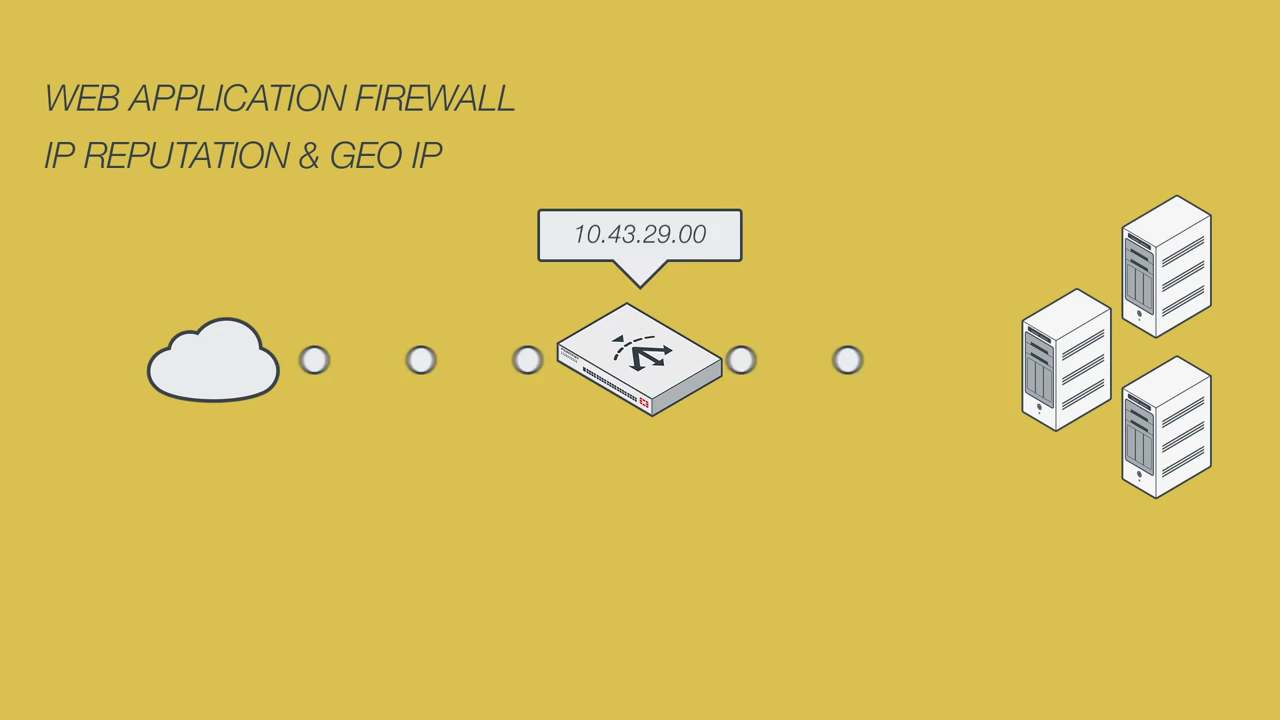 WEB APPLICATION FIREWALL
IP REPUTATION & GEO IP
10.43.29.00